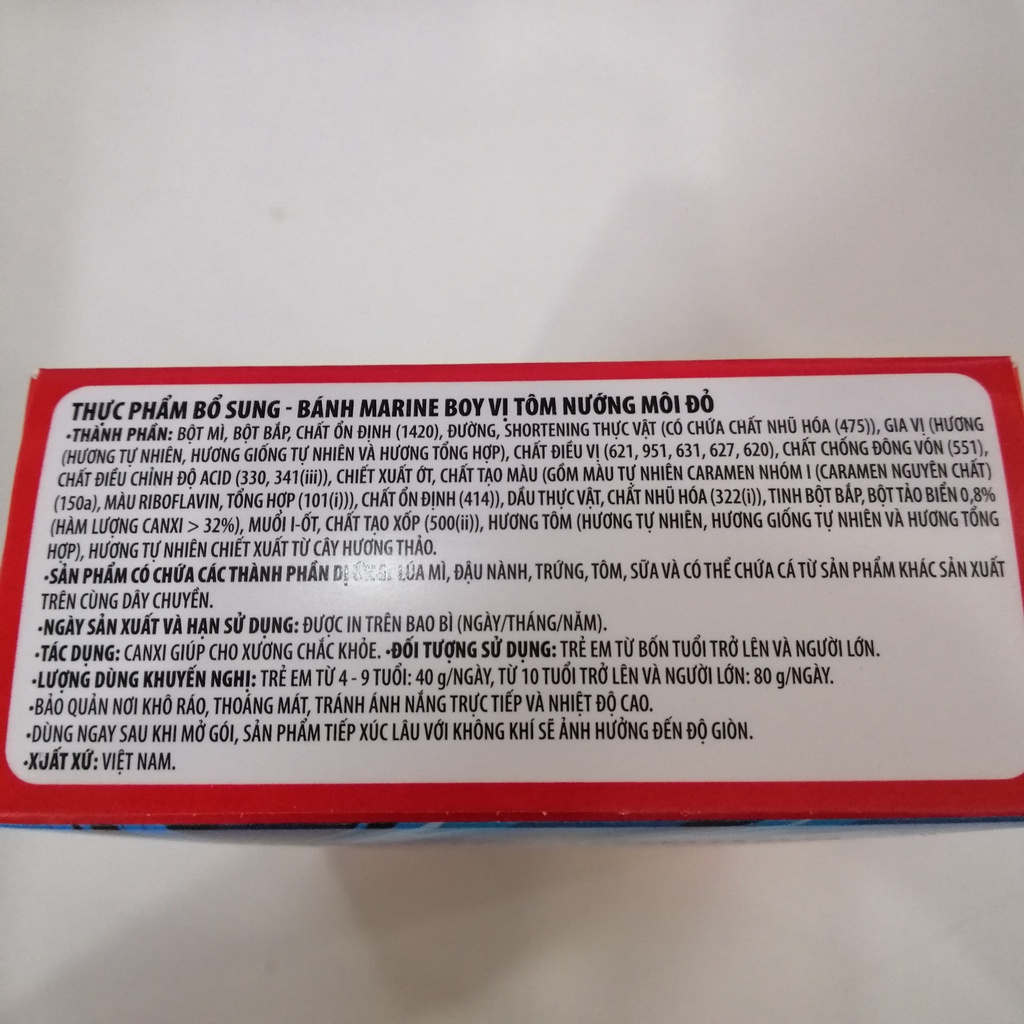 THỰC PHẨM BỔ SUNG - BÁNH MARINE BOY VỊ TÔM NƯỚNG MÔI ĐỎ
•THÀNH PHẦN: BỘT MÌ, BỘT BẮP, CHẤT ỔN ĐỊNH (1420), ĐƯỜNG, SHORTENING THỰC VẬT (CÓ CHỨA CHẤT NHŨ HÓA (475)), GIA VỊ (HƯƠNG
(HƯƠNG TỰ NHIÊN, HƯƠNG GIỐNG TỰ NHIÊN VÀ HƯƠNG TỔNG HỢP), CHẤT ĐIỀU VỊ (621, 951, 631, 627, 620), CHẤT CHỐNG ĐÔNG VÓN (551),
CHẤT ĐIỀU CHỈNH ĐỘ ACID (330, 341(iii)), CHIẾT XUẤT ỚT, CHẤT TẠO MÀU (GỒM MÀU TỰ NHIÊN CARAMEN NHÓM I (CARAMEN NGUYÊN CHẤT)
(150a), MÀU RIBOFLAVIN, TỔNG HỢP (101(i))), CHẤT ỔN ĐỊNH (414)), DẦU THỰC VẬT, CHẤT NHŨ HÓA (322(i)), TINH BỘT BẮP, BỘT TẢO BIỂN 0,8%
(HÀM LƯỢNG CANXI > 32%), MUỐI I-ỐT, CHẤT TẠO XỐP (500(ii)), HƯƠNG TÔM (HƯƠNG TỰ NHIÊN, HƯƠNG GIỐNG TỰ NHIÊN VÀ HƯƠNG TỔNG
HỢP), HƯƠNG TỰ NHIÊN CHIẾT XUẤT TỪ CÂY HƯƠNG THẢO.
•SẢN PHẨM CÓ CHỨA CÁC THÀNH PHẦN LÚA MÌ, ĐẬU NÀNH, TRỨNG, TÔM, SỮA VÀ CÓ THỂ CHỨA CÁ TỪ SẢN PHẨM KHÁC SẢN XUẤT
TRÊN CÙNG DÂY CHUYỀN.
•NGÀY SẢN XUẤT VÀ HẠN SỬ DỤNG: ĐƯỢC IN TRÊN BAO BÌ (NGÀY/THÁNG/NĂM).
•TÁC DỤNG: CANXI GIÚP CHO XƯƠNG CHẮC KHỎE. •ĐỐI TƯỢNG SỬ DỤNG: TRẺ EM TỪ BỐN TUỔI TRỞ LÊN VÀ NGƯỜI LỚN.
•LƯỢNG DÙNG KHUYẾN NGHỊ: TRẺ EM TỪ 4 - 9 TUỔI: 40 g/NGÀY, TỪ 10 TUỔI TRỞ LÊN VÀ NGƯỜI LỚN: 80 g/NGÀY.
•BẢO QUẢN NƠI KHÔ RÁO, THOÁNG MÁT, TRÁNH ÁNH NẮNG TRỰC TIẾP VÀ NHIỆT ĐỘ CAO.
•DÙNG NGAY SAU KHI MỞ GÓI, SẢN PHẨM TIẾP XÚC LÂU VỚI KHÔNG KHÍ SẼ ẢNH HƯỞNG ĐẾN ĐỘ GIÒN.
•XUẤT XỨ: VIỆT NAM.